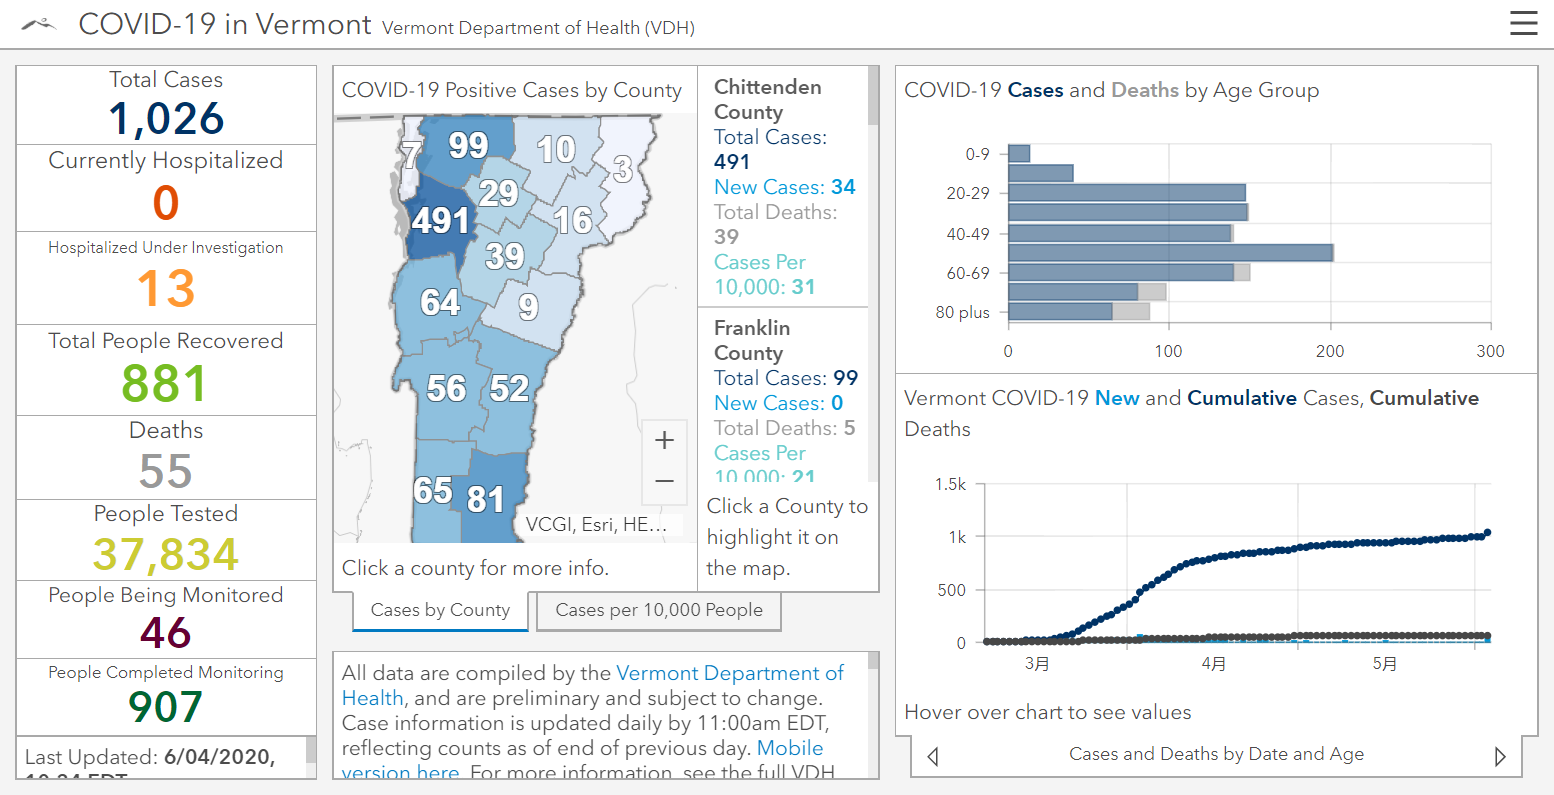 COVID-19 in Vermont Vermont Department of Health (VDH)
Total Cases
1,026
Currently Hospitalized
0
Hospitalized Under Investigation
13
Total People Recovered
881
Deaths
55
People Tested
37,834
People Being Monitored
46
People Completed Monitoring
907
Last Updated: 6/04/2020,
10:24 EDT
COVID-19 Positive Cases by County
7
99
10
3
29
491
16
39
64
9
56
52
65
81
+
−
VCGI, Esri, HE...
Click a county for more info.
Chittenden
County
Total Cases:
491
New Cases: 34
Total Deaths:
39
Cases Per
10,000: 31
Franklin
County
Total Cases: 99
New Cases: 0
Total Deaths: 5
Cases Per
10,000: 21
Click a County to
highlight it on
the map.
Cases by County
Cases per 10,000 People
All data are compiled by the Vermont Department of
Health, and are preliminary and subject to change.
Case information is updated daily by 11:00am EDT,
reflecting counts as of end of previous day. Mobile
version here. For more information, see the full VDH
COVID-19 Cases and Deaths by Age Group
0-9
20-29
40-49
60-69
80 plus
0
100
200
300
Vermont COVID-19 New and Cumulative Cases, Cumulative
Deaths
1.5k
1k
500
0
3月
4月
5月
Hover over chart to see values
Cases and Deaths by Date and Age